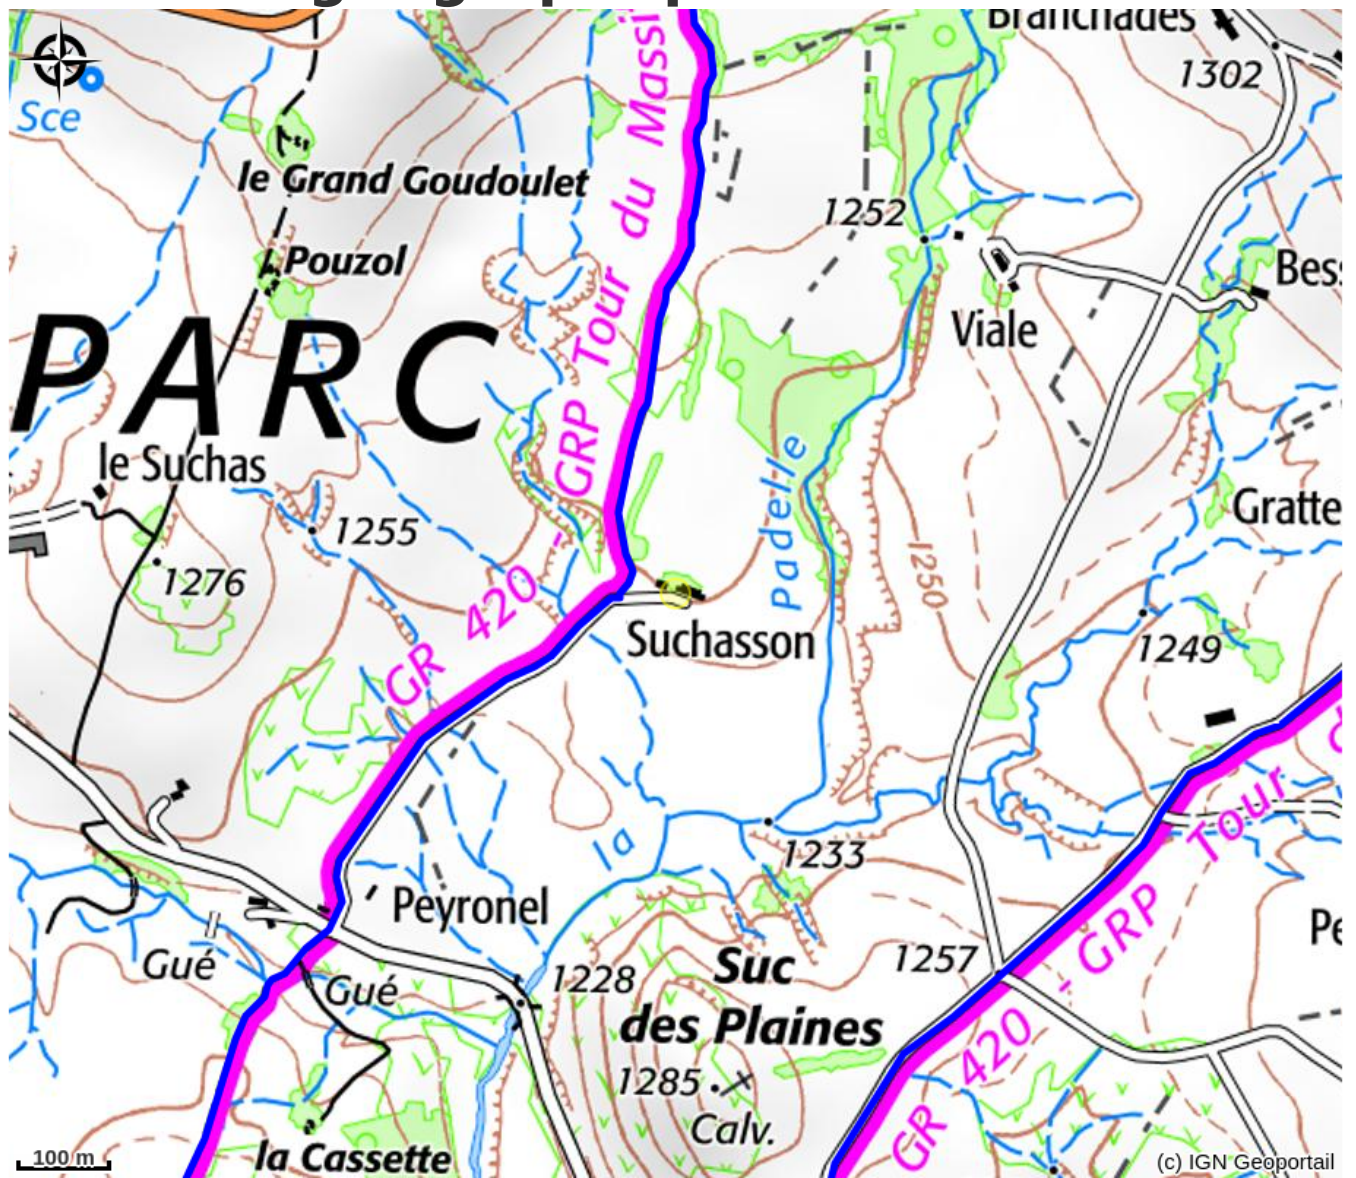 Branchades
1302
Sce
le Grand Goudoulet
GRP Tour du Massi
1252
Pouzol
Bess
Viale
PARC
le Suchas
Padelle
1255
Gratte
1250
1276
GR 420 -
Suchasson
1249
la
1233
Tour
Peyronel
GRP
Pe
1257
Gué
Gué
1228
Suc
des Plaines
GR 420 -
1285
Calv.
la Cassette
100 m
(c) IGN Geoportail